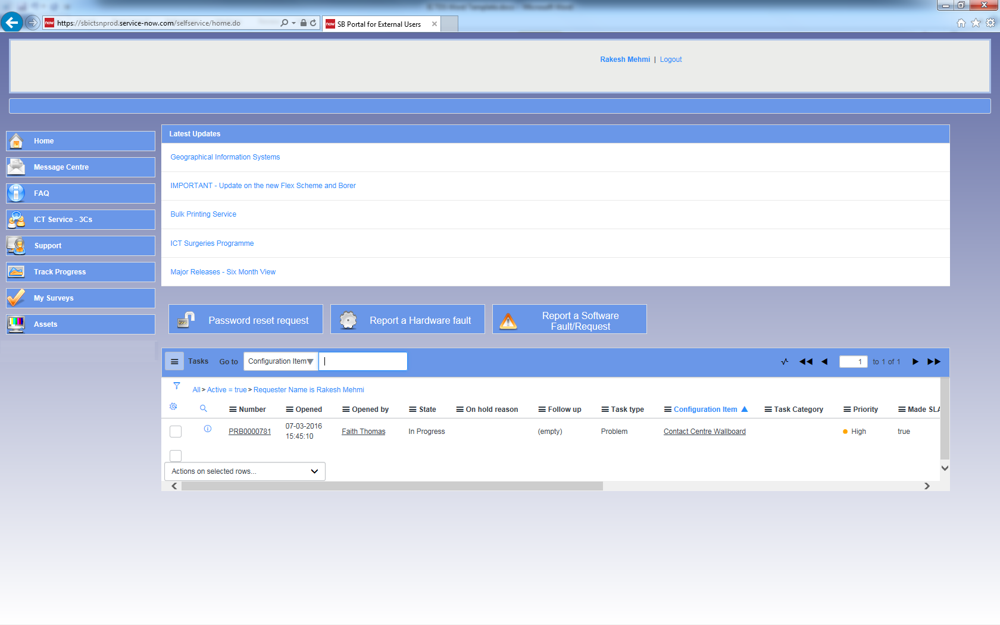 now https://sbictsnprod.service-now.com/selfservice/home.do
now SB Portal for External Users
Rakesh Mehmi | Logout
Home
Message Centre
FAQ
ICT Service - 3Cs
Support
Track Progress
My Surveys
Assets
Latest Updates
Geographical Information Systems
IMPORTANT - Update on the new Flex Scheme and Borer
Bulk Printing Service
ICT Surgeries Programme
Major Releases - Six Month View
Password reset request
Report a Hardware fault
Report a Software
Fault/Request
Tasks Go to Configuration Item 1 to 1 of 1
All > Active = true > Requester Name is Rakesh Mehmi
Number Opened Opened by State On hold reason Follow up Task type Configuration Item Task Category Priority Made SLA
PRB0000781 07-03-2016 Faith Thomas In Progress (empty) Problem Contact Centre Wallboard High true
15:45:10
Actions on selected rows...